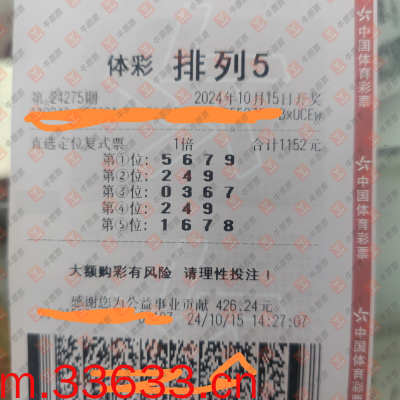 体彩 排列5
第 24275期 2024年10月15日开奖
直选定位复式票 1倍 合计1152元
第①位: 5 6 7 9
第②位: 2 4 9
第③位: 0 3 6 7
第④位: 2 4 9
第⑤位: 1 6 7 8
大额购彩有风险 请理性投注!
感谢您为公益事业贡献 426.24元
24/10/15 14:27:07
中国体育彩票
中国体育彩票
中国体育彩票
m.33633.cn